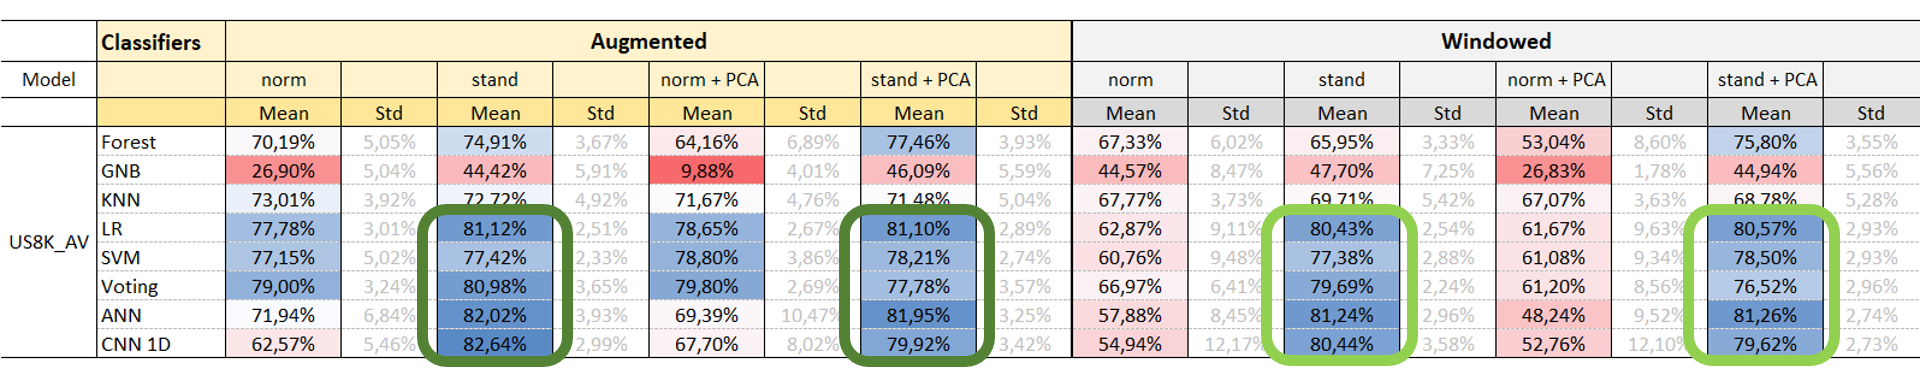 Classifiers Augmented Windowed
Model norm stand norm + PCA stand + PCA norm stand norm + PCA stand + PCA
Mean Std Mean Std Mean Std Mean Std Mean Std Mean Std Mean Std Mean Std
Forest 70,19% 5,05% 74,91% 3,67% 64,16% 6,89% 77,46% 3,93% 67,33% 6,02% 65,95% 3,33% 53,04% 8,60% 75,80% 3,55%
GNB 26,90% 5,04% 44,42% 5,91% 9,88% 4,01% 46,09% 5,59% 44,57% 8,47% 47,70% 7,25% 26,83% 1,78% 44,94% 5,56%
KNN 73,01% 3,92% 72,72% 4,92% 71,67% 4,76% 71,48% 5,04% 67,77% 3,73% 69,71% 5,42% 67,07% 3,63% 68,78% 5,28%
LR 77,78% 3,01% 81,12% 2,51% 78,65% 2,67% 81,10% 2,89% 62,87% 9,11% 80,43% 2,54% 61,67% 9,63% 80,57% 2,93%
US8K_AV SVM 77,15% 5,02% 77,42% 2,33% 78,80% 3,86% 78,21% 2,74% 60,76% 9,48% 77,38% 2,88% 61,08% 9,34% 78,50% 2,93%
Voting 79,00% 3,24% 80,98% 3,65% 79,80% 2,69% 77,78% 3,57% 66,97% 6,41% 79,69% 2,24% 61,20% 8,56% 76,52% 2,96%
ANN 71,94% 6,84% 82,02% 3,93% 69,39% 10,47% 81,95% 3,25% 57,88% 8,45% 81,24% 2,96% 48,24% 9,52% 81,26% 2,74%
CNN 1D 62,57% 5,46% 82,64% 2,99% 67,70% 8,02% 79,92% 3,42% 54,94% 12,17% 80,44% 3,58% 52,76% 12,10% 79,62% 2,73%